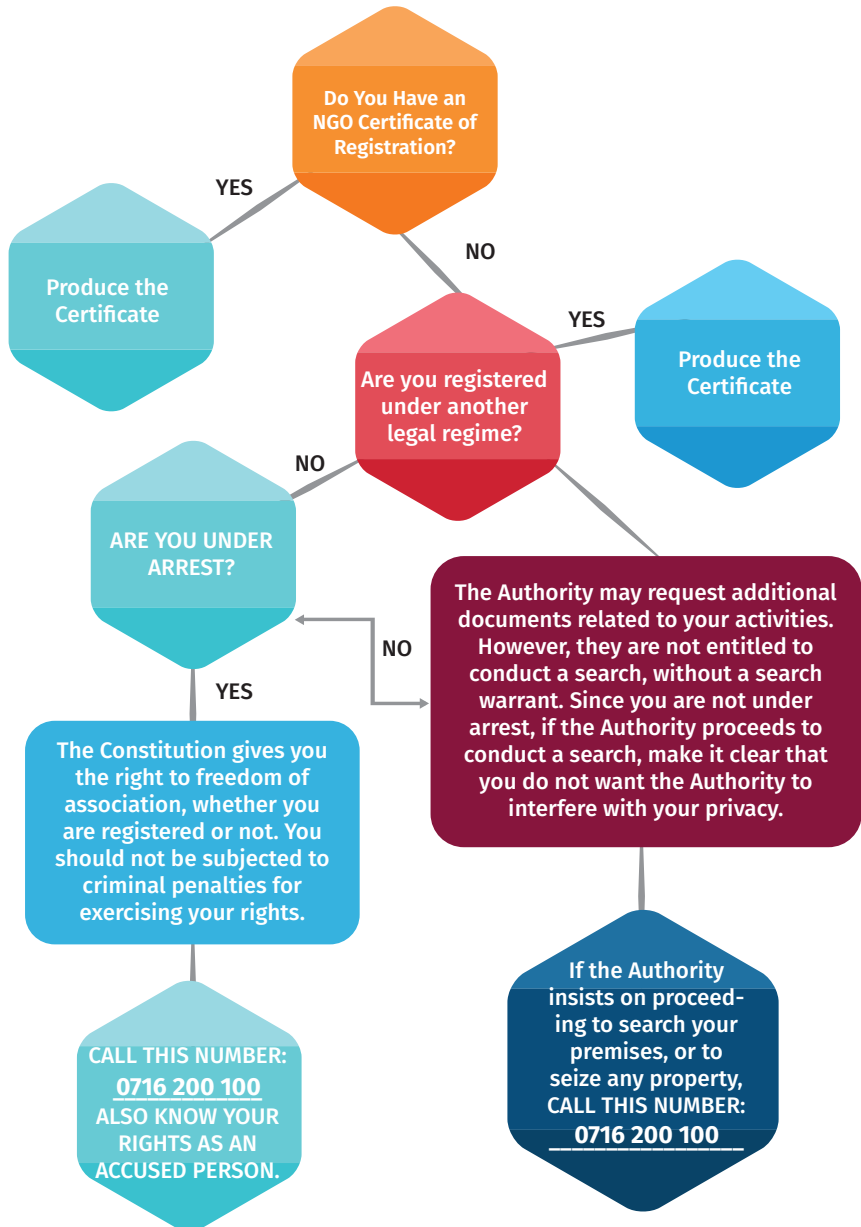 Do You Have an
NGO Certificate of
Registration?
YES
NO
Produce the
Certificate
YES
Produce the
Certificate
Are you registered
under another
legal regime?
NO
ARE YOU UNDER
ARREST?
The Authority may request additional
documents related to your activities.
However, they are not entitled to
conduct a search, without a search
warrant. Since you are not under
arrest, if the Authority proceeds to
conduct a search, make it clear that
you do not want the Authority to
interfere with your privacy.
NO
YES
The Constitution gives you
the right to freedom of
association, whether you
are registered or not. You
should not be subjected to
criminal penalties for
exercising your rights.
If the Authority
insists on proceed-
ing to search your
premises, or to
seize any property,
CALL THIS NUMBER:
0716 200 100
CALL THIS NUMBER:
0716 200 100
ALSO KNOW YOUR
RIGHTS AS AN
ACCUSED PERSON.